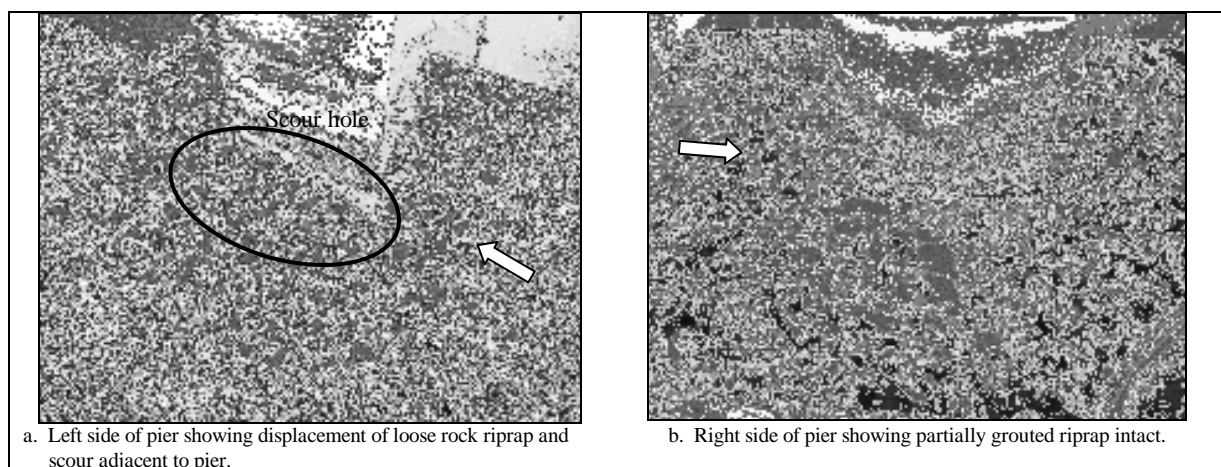 Scour hole
a. Left side of pier showing displacement of loose rock riprap and
scour adjacent to pier.
b. Right side of pier showing partially grouted riprap intact.